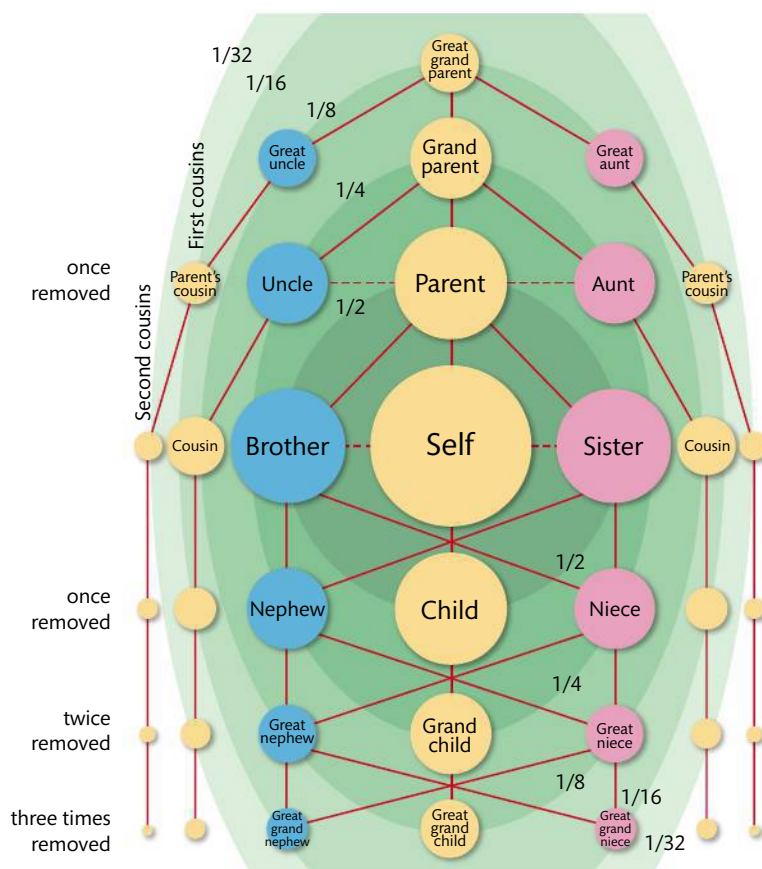 1/32
1/16
1/8
Great
grand
parent
Great
uncle
Grand
parent
Great
aunt
1/4
First cousins
once
removed
Parent's
cousin
Uncle
Parent
Aunt
Parent's
cousin
1/2
Second cousins
Cousin
Brother
Self
Sister
Cousin
1/2
once
removed
Nephew
Child
Niece
1/4
twice
removed
Great
nephew
Grand
child
Great
niece
1/8
1/16
three times
removed
Great
grand
nephew
Great
grand child
Great
grand
niece
1/32